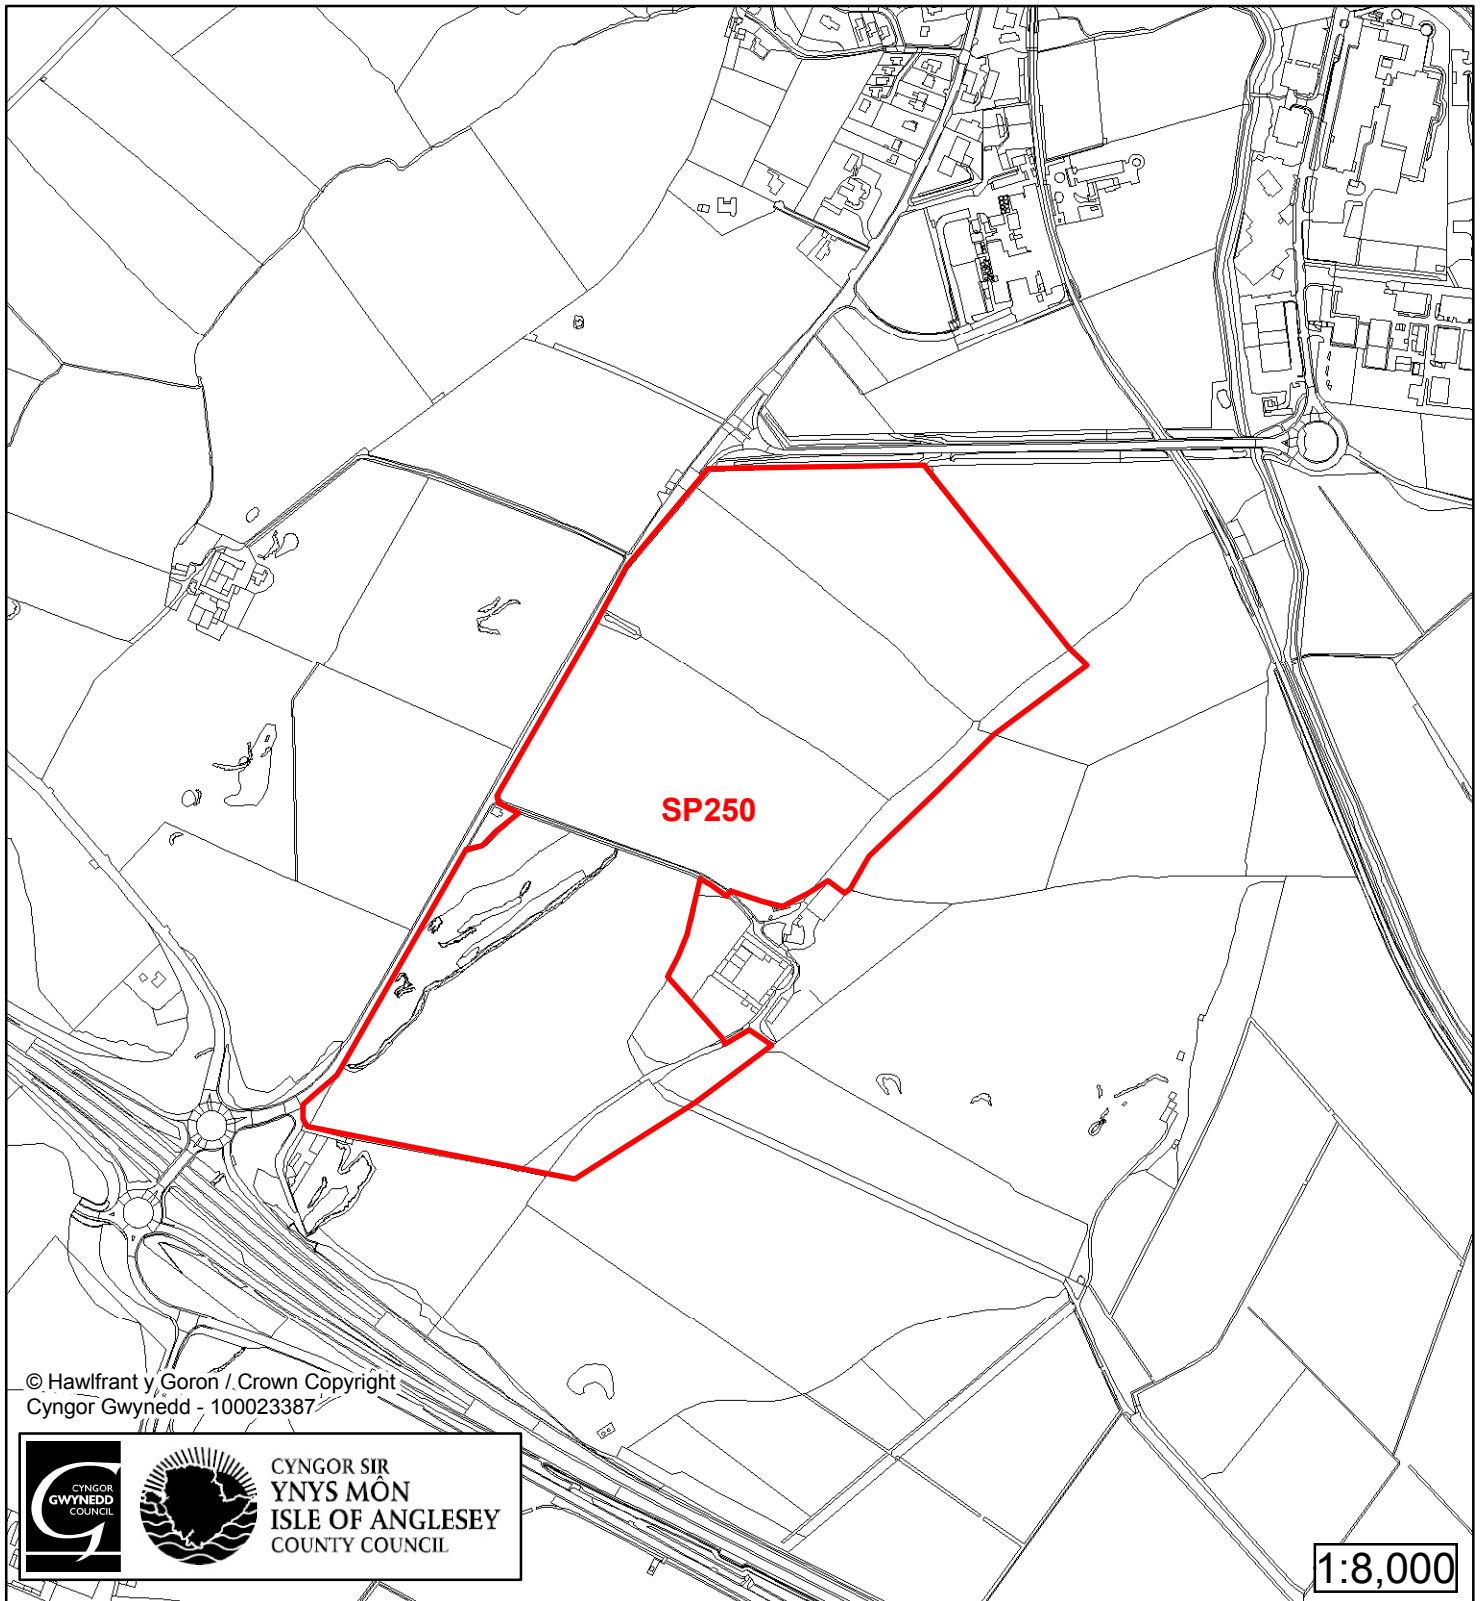 SP250
© Hawlfrant y Goron / Crown Copyright
Cyngor Gwynedd - 100023387
CYNGOR
GWYNEDD
COUNCIL
CYNGOR SIR
YNYS MÔN
ISLE OF ANGLESEY
COUNTY COUNCIL
1:8,000